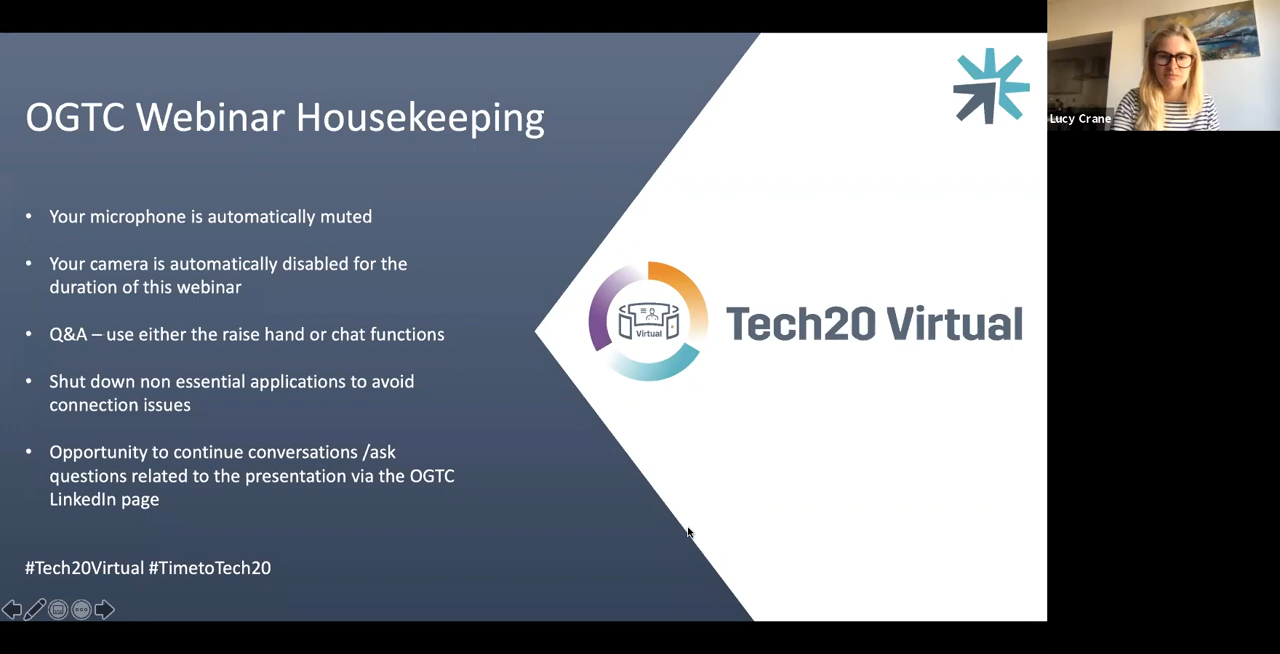 OGTC Webinar Housekeeping
• Your microphone is automatically muted
• Your camera is automatically disabled for the
duration of this webinar
• Q&A – use either the raise hand or chat functions
• Shut down non essential applications to avoid
connection issues
• Opportunity to continue conversations /ask
questions related to the presentation via the OGTC
LinkedIn page
#Tech20Virtual #TimetoTech20
Virtual
Tech20 Virtual
Lucy Crane